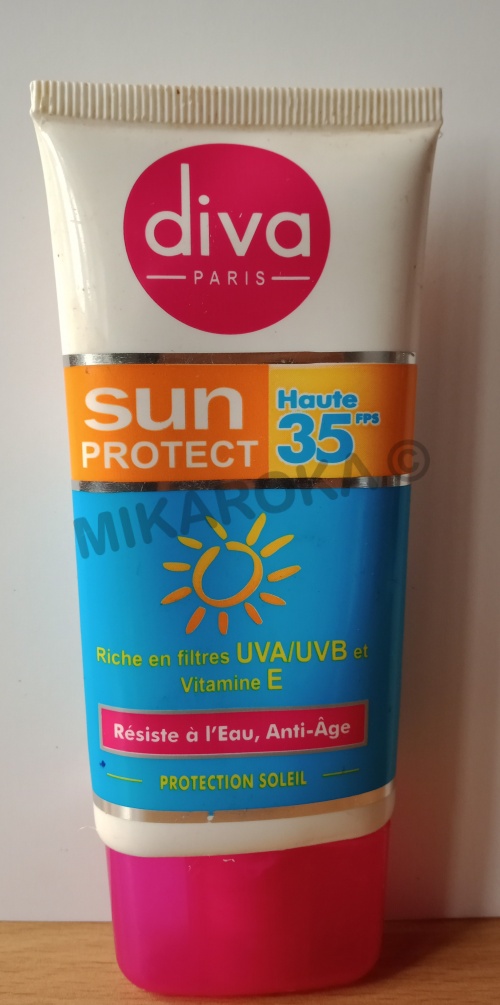 diva
PARIS
sun
PROTECT
Haute
35 FPS
MIKAROKA ©
Riche en filtres UVA/UVB et
Vitamine E
Résiste à l'Eau, Anti-Âge
PROTECTION SOLEIL